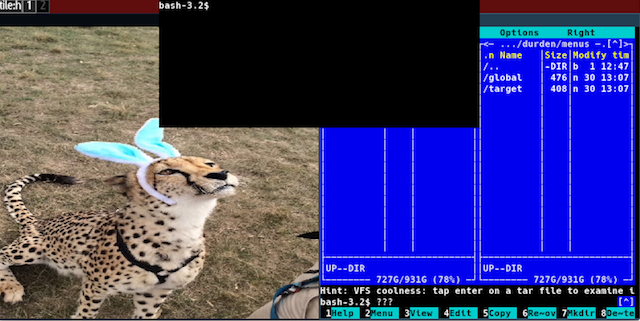 tile:h 1 2
bash-3.2$
Options Right
<— .../durden/menus —.[^]>
.n Name Size Modify tim
/.. —DIR b 1 12:47
/global 476 n 30 13:07
/target 408 n 30 13:07
UP--DIR UP--DIR
727G/931G (78%) 727G/931G (78%)
Hint: VFS coolness: tap enter on a tar file to examine i
bash-3.2$ ??? [^]
1Help 2Menu 3View 4Edit 5Copy 6Re~ov 7Mkdir 8De~te